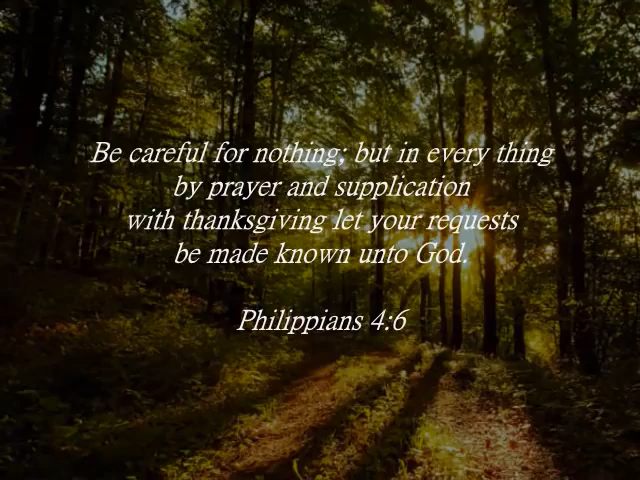 Be careful for nothing; but in every thing
by prayer and supplication
with thanksgiving let your requests
be made known unto God.
Philippians 4:6